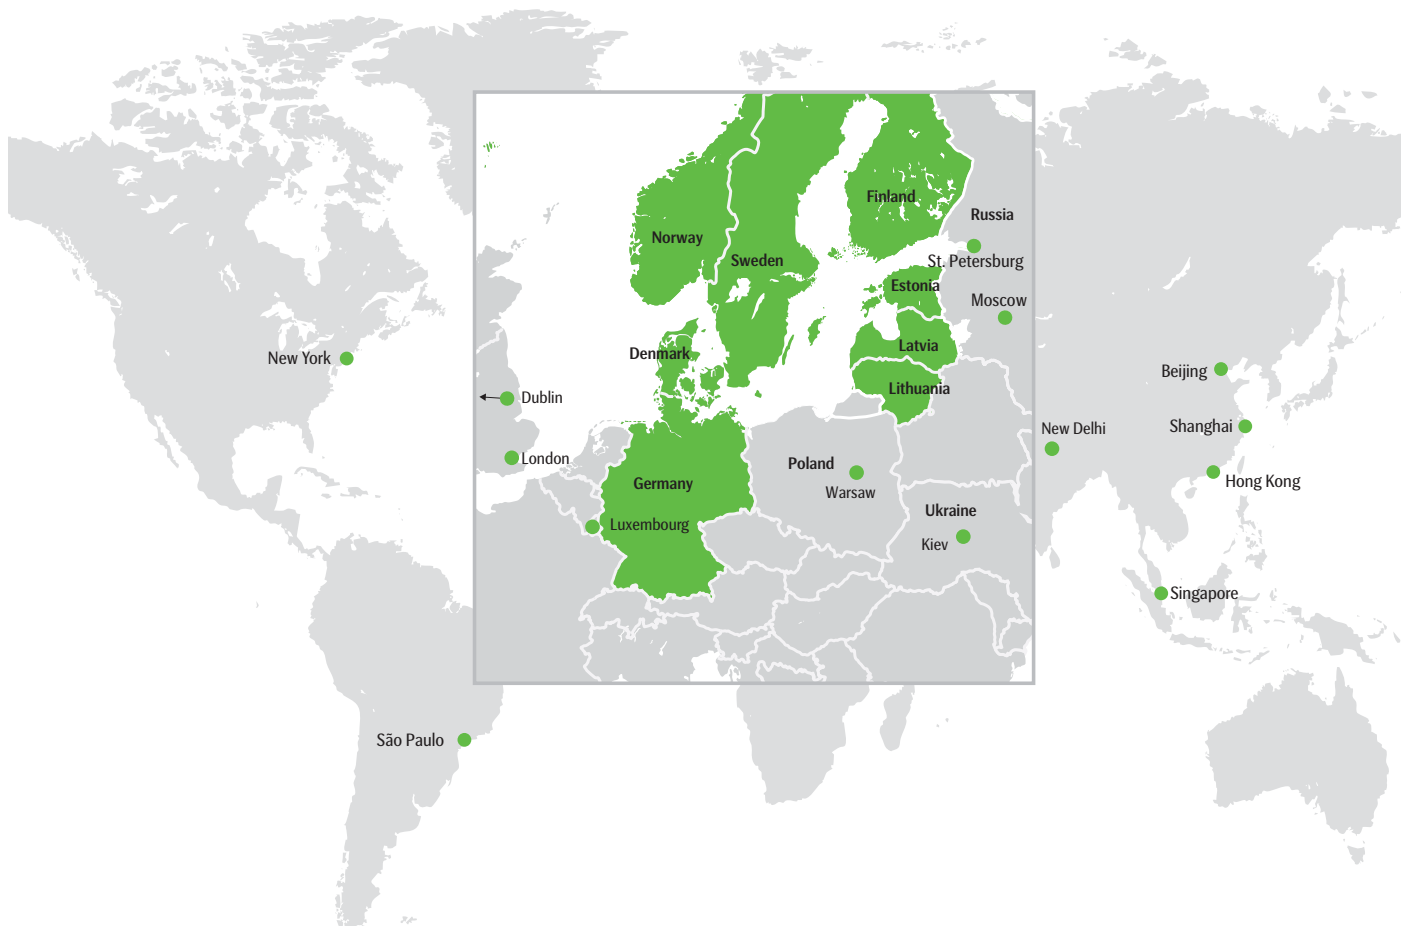 Finland
Russia
Norway
Sweden
St. Petersburg
Estonia
Moscow
Latvia
Denmark
New York
Beijing
Lithuania
Dublin
New Delhi
Shanghai
London
Poland
Hong Kong
Germany
Warsaw
Ukraine
Luxembourg
Kiev
Singapore
São Paulo